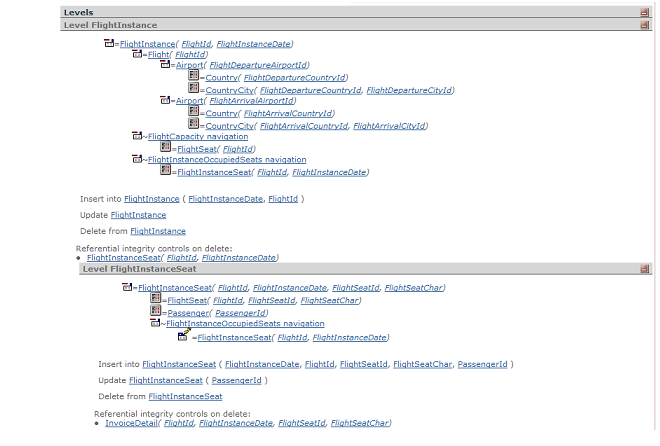 Levels
Level FlightInstance
=FlightInstance( FlightId, FlightInstanceDate)
=Flight( FlightId)
=Airport( FlightDepartureAirportId)
=Country( FlightDepartureCountryId)
=CountryCity( FlightDepartureCountryId, FlightDepartureCityId)
=Airport( FlightArrivalAirportId)
=Country( FlightArrivalCountryId)
=CountryCity( FlightArrivalCountryId, FlightArrivalCityId)
~FlightCapacity navigation
=FlightSeat( FlightId)
~FlightInstanceOccupiedSeats navigation
=FlightInstanceSeat( FlightId, FlightInstanceDate)
Insert into FlightInstance ( FlightInstanceDate, FlightId )
Update FlightInstance
Delete from FlightInstance
Referential integrity controls on delete:
• FlightInstanceSeat( FlightId, FlightInstanceDate)
Level FlightInstanceSeat
=FlightInstanceSeat( FlightId, FlightInstanceDate, FlightSeatId, FlightSeatChar)
=FlightSeat( FlightId, FlightSeatId, FlightSeatChar)
=Passenger( PassengerId)
~FlightInstanceOccupiedSeats navigation
=FlightInstanceSeat( FlightId, FlightInstanceDate)
Insert into FlightInstanceSeat ( FlightInstanceDate, FlightId, FlightSeatId, FlightSeatChar, PassengerId )
Update FlightInstanceSeat ( PassengerId )
Delete from FlightInstanceSeat
Referential integrity controls on delete:
• InvoiceDetail( FlightId, FlightInstanceDate, FlightSeatId, FlightSeatChar)